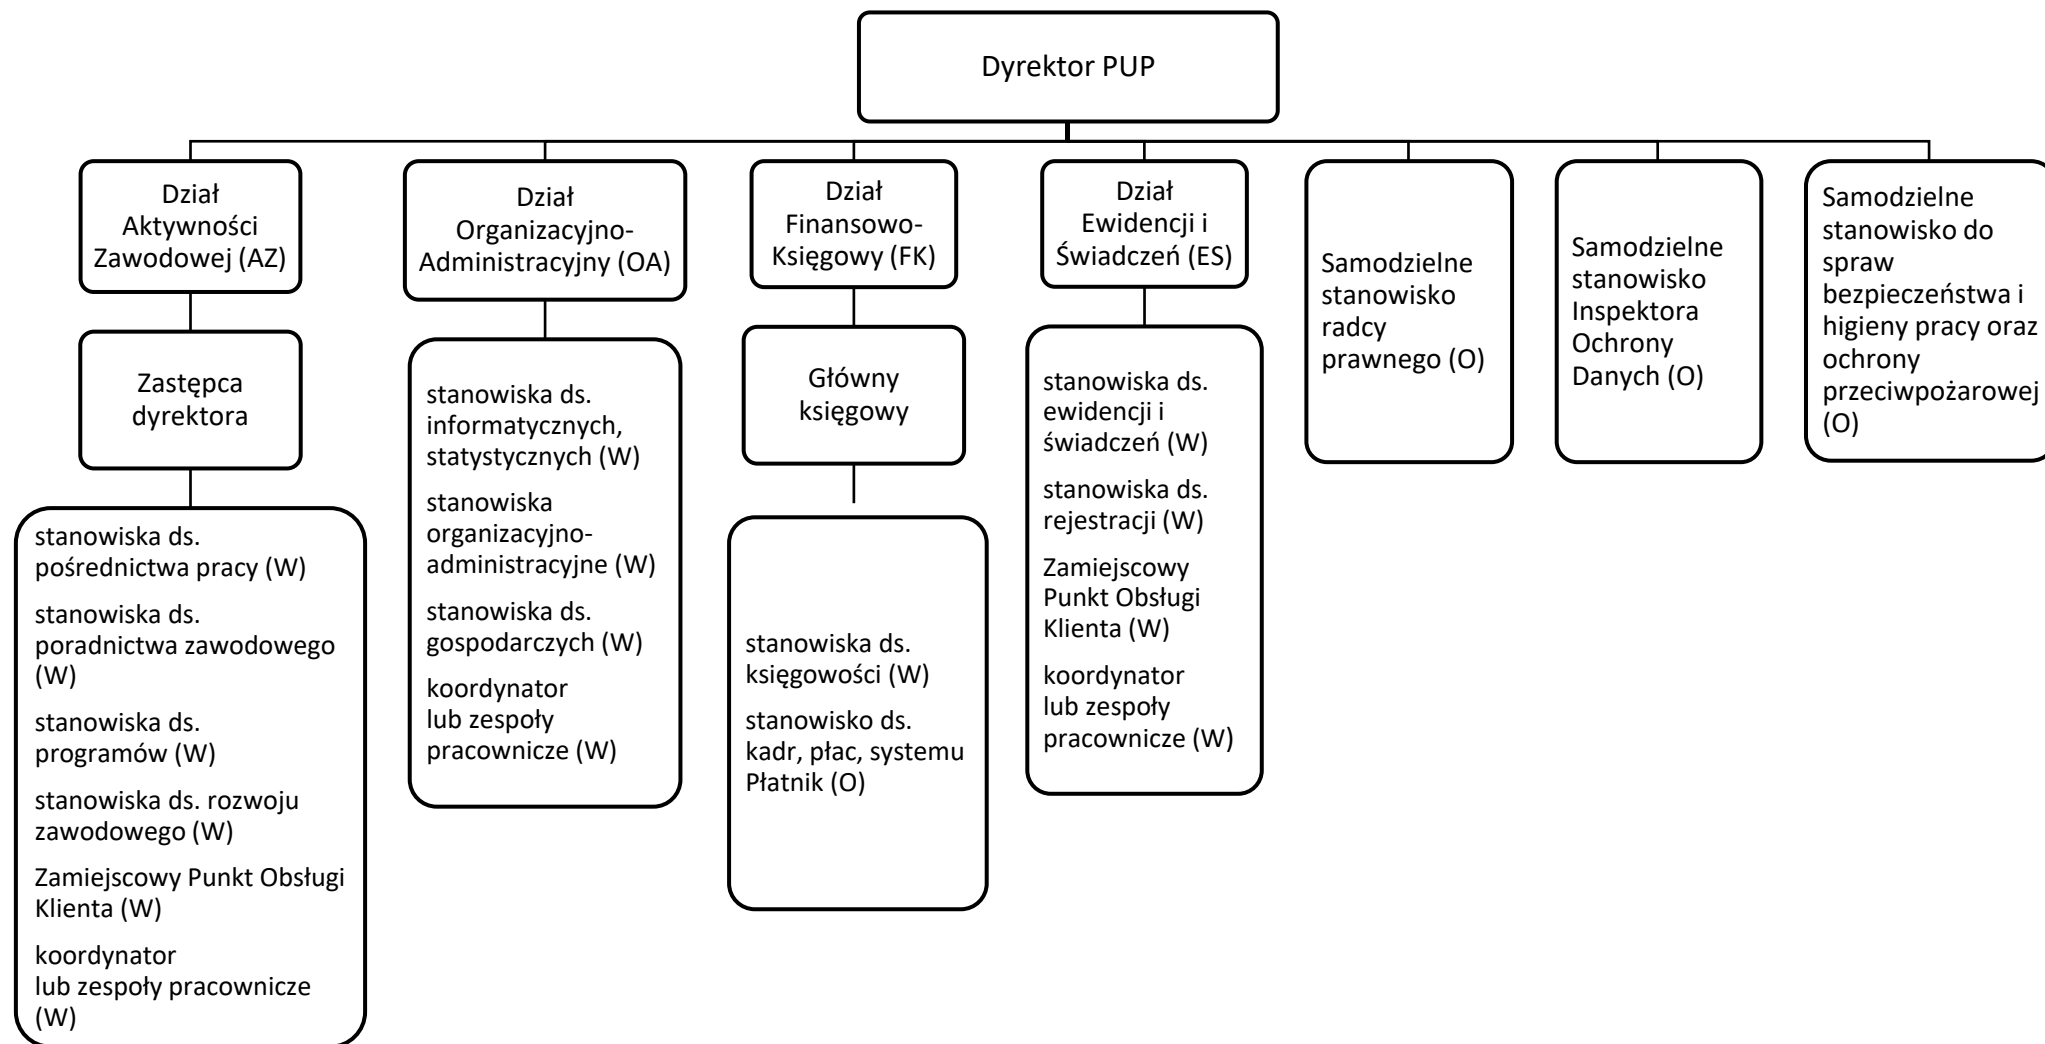 Dyrektor PUP
Dział
Aktywności
Zawodowej (AZ)
Zastępca
dyrektora
stanowiska ds.
pośrednictwa pracy (W)
stanowiska ds.
poradnictwa zawodowego
(W)
stanowiska ds.
programów (W)
stanowiska ds. rozwoju
zawodowego (W)
Zamiejscowy Punkt Obsługi
Klienta (W)
koordynator
lub zespoły pracownicze
(W)
Dział
Organizacyjno-
Administracyjny (OA)
stanowiska ds.
informatycznych,
statystycznych (W)
stanowiska
organizacyjno-
administracyjne (W)
stanowiska ds.
gospodarczych (W)
koordynator
lub zespoły
pracownicze (W)
Dział
Finansowo-
Księgowy (FK)
Główny
księgowy
stanowiska ds.
księgowości (W)
stanowisko ds.
kadr, płac, systemu
Płatnik (O)
Dział
Ewidencji i
Świadczeń (ES)
stanowiska ds.
ewidencji i
świadczeń (W)
stanowiska ds.
rejestracji (W)
Zamiejscowy
Punkt Obsługi
Klienta (W)
koordynator
lub zespoły
pracownicze (W)
Samodzielne
stanowisko
radcy
prawnego (O)
Samodzielne
stanowisko
Inspektora
Ochrony
Danych (O)
Samodzielne
stanowisko do
spraw
bezpieczeństwa i
higieny pracy oraz
ochrony
przeciwpożarowej
(O)